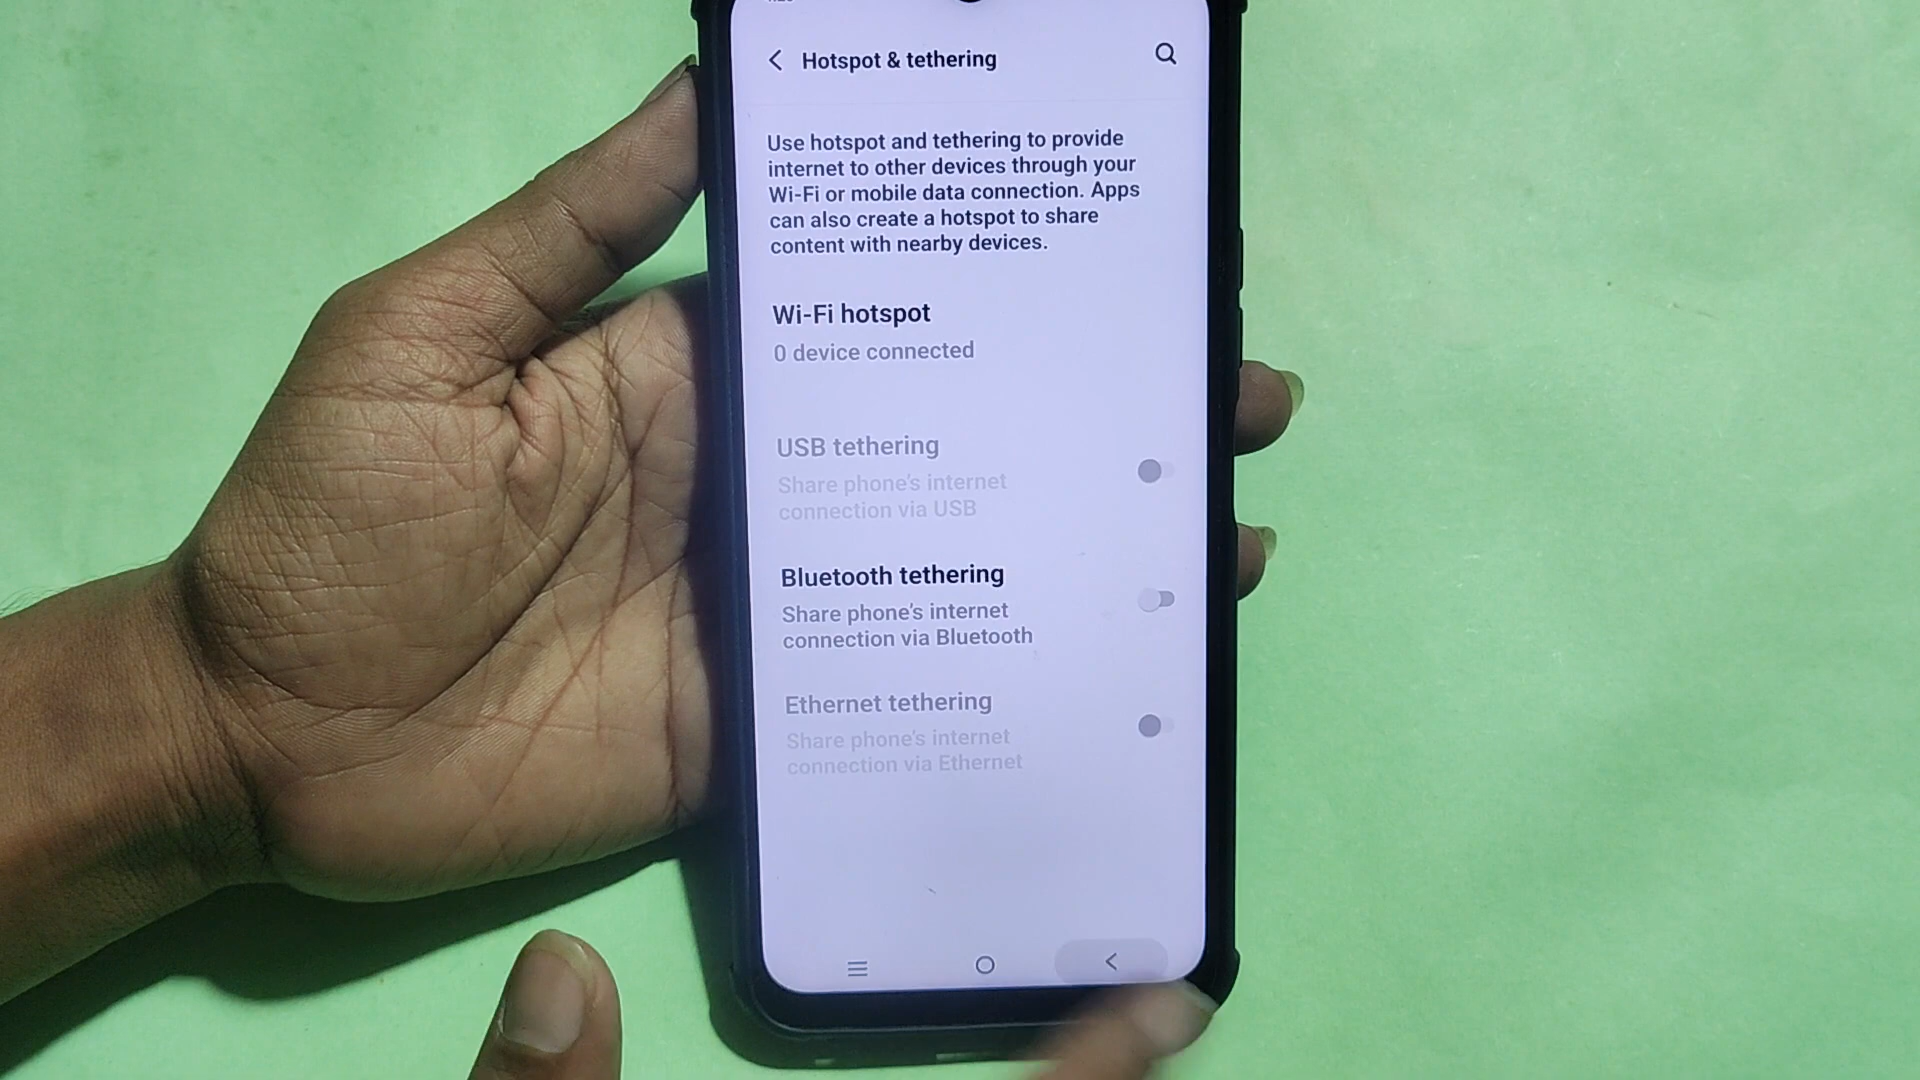 Hotspot & tethering
Use hotspot and tethering to provide
internet to other devices through your
Wi-Fi or mobile data connection. Apps
can also create a hotspot to share
content with nearby devices.
Wi-Fi hotspot
0 device connected
USB tethering
Share phone's internet
connection via USB
Bluetooth tethering
Share phone's internet
connection via Bluetooth
Ethernet tethering
Share phone's internet
connection via Ethernet